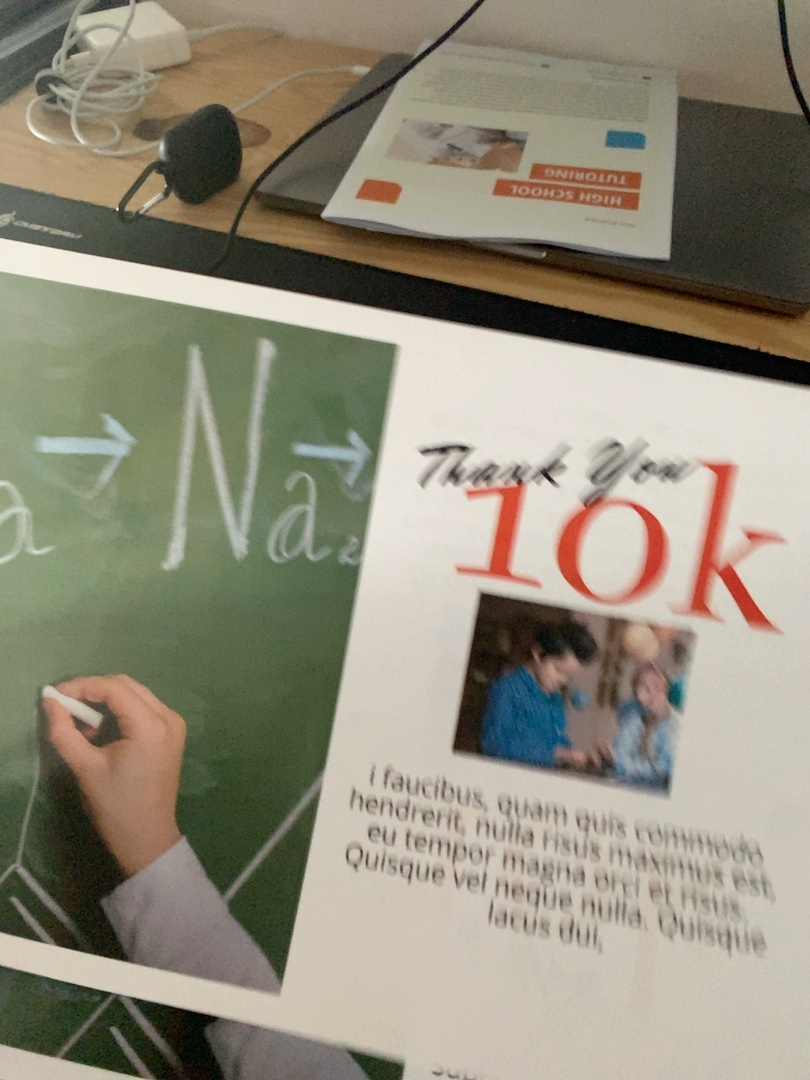 HIGH SCHOOL
TUTORING
a → Na →
Thank You
10k
i faucibus, quam quis commodo
hendrerit, nulla risus maximus est,
eu tempor magna orci et risus.
Quisque vel neque nulla. Quisque
lacus dui,